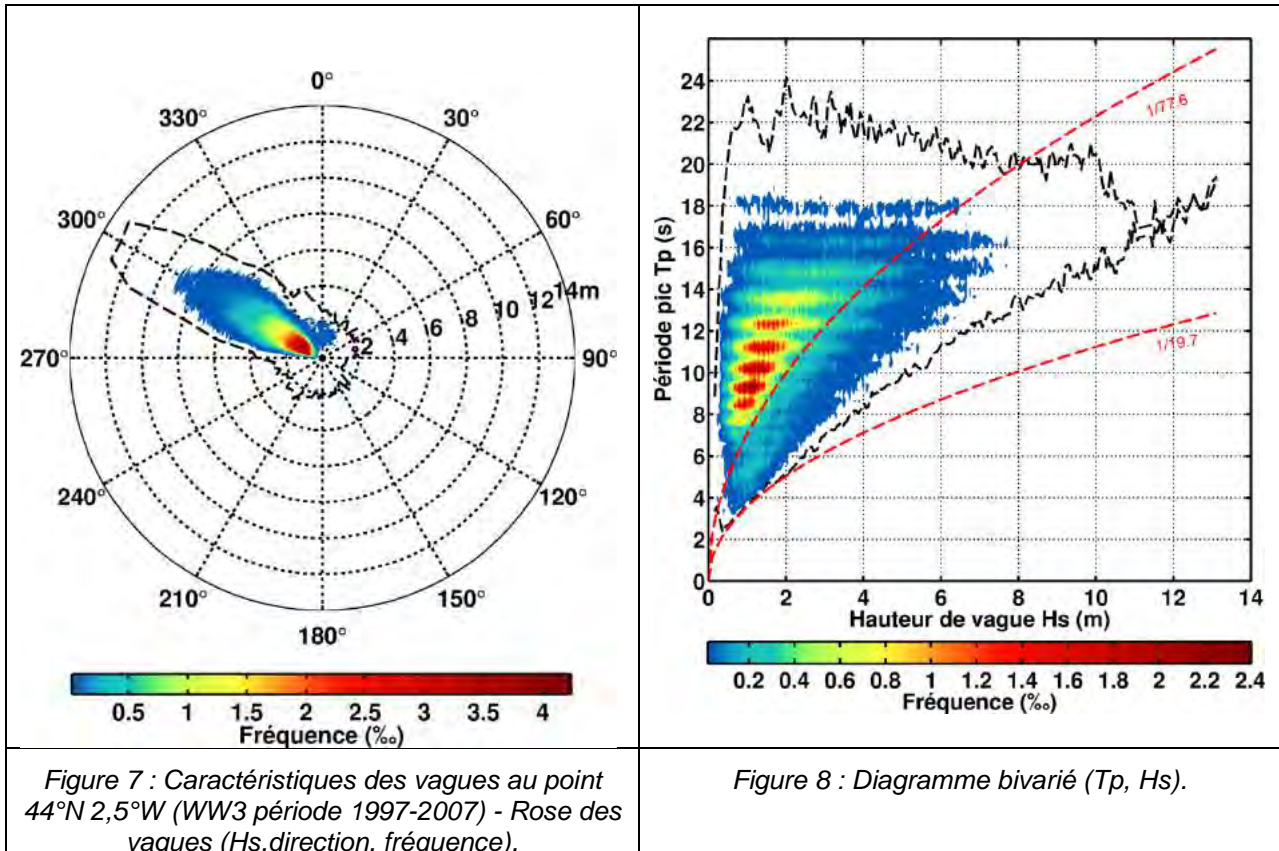 0°
330°
30°
300°
60°
270°
90°
2
4
6
8
10
12
14m
240°
120°
210°
150°
180°
0.5 1 1.5 2 2.5 3 3.5 4
Fréquence (‰)
24
22
20
18
16
14
12
10
8
6
4
2
0
Période pic Tp (s)
1/77.6
1/19.7
0 2 4 6 8 10 12 14
Hauteur de vague Hs (m)
0.2 0.4 0.6 0.8 1 1.2 1.4 1.6 1.8 2 2.2 2.4
Fréquence (‰)
Figure 7 : Caractéristiques des vagues au point
44°N 2,5°W (WW3 période 1997-2007) - Rose des
vagues (Hs,direction, fréquence).
Figure 8 : Diagramme bivarié (Tp, Hs).